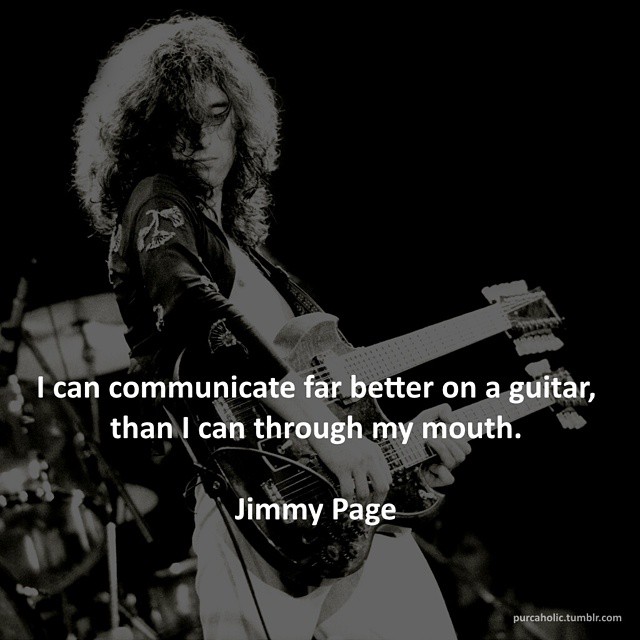 I can communicate far better on a guitar,
than I can through my mouth.
Jimmy Page
purcaholic.tumblr.com